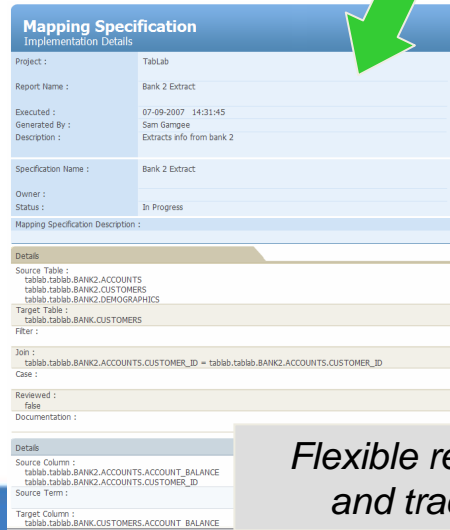 Mapping Specification
Implementation Details
Project : TabLab
Report Name : Bank 2 Extract
Executed : 07-09-2007 14:31:45
Generated By : Sam Gamgee
Description : Extracts info from bank 2
Specification Name : Bank 2 Extract
Owner :
Status : In Progress
Mapping Specification Description :
Details
Source Table :
tablab.tablab.BANK2.ACCOUNTS
tablab.tablab.BANK2.CUSTOMERS
tablab.tablab.BANK2.DEMOGRAPHICS
Target Table :
tablab.tablab.BANK.CUSTOMERS
Filter :
Join :
tablab.tablab.BANK2.ACCOUNTS.CUSTOMER_ID = tablab.tablab.BANK2.ACCOUNTS.CUSTOMER_ID
Case :
Reviewed :
false
Documentation :
Details
Source Column :
tablab.tablab.BANK2.ACCOUNTS.ACCOUNT_BALANCE
tablab.tablab.BANK2.ACCOUNTS.CUSTOMER_ID
Source Term :
Target Column :
tablab.tablab.BANK.CUSTOMERS.ACCOUNT_BALANCE
Flexible re
and tra